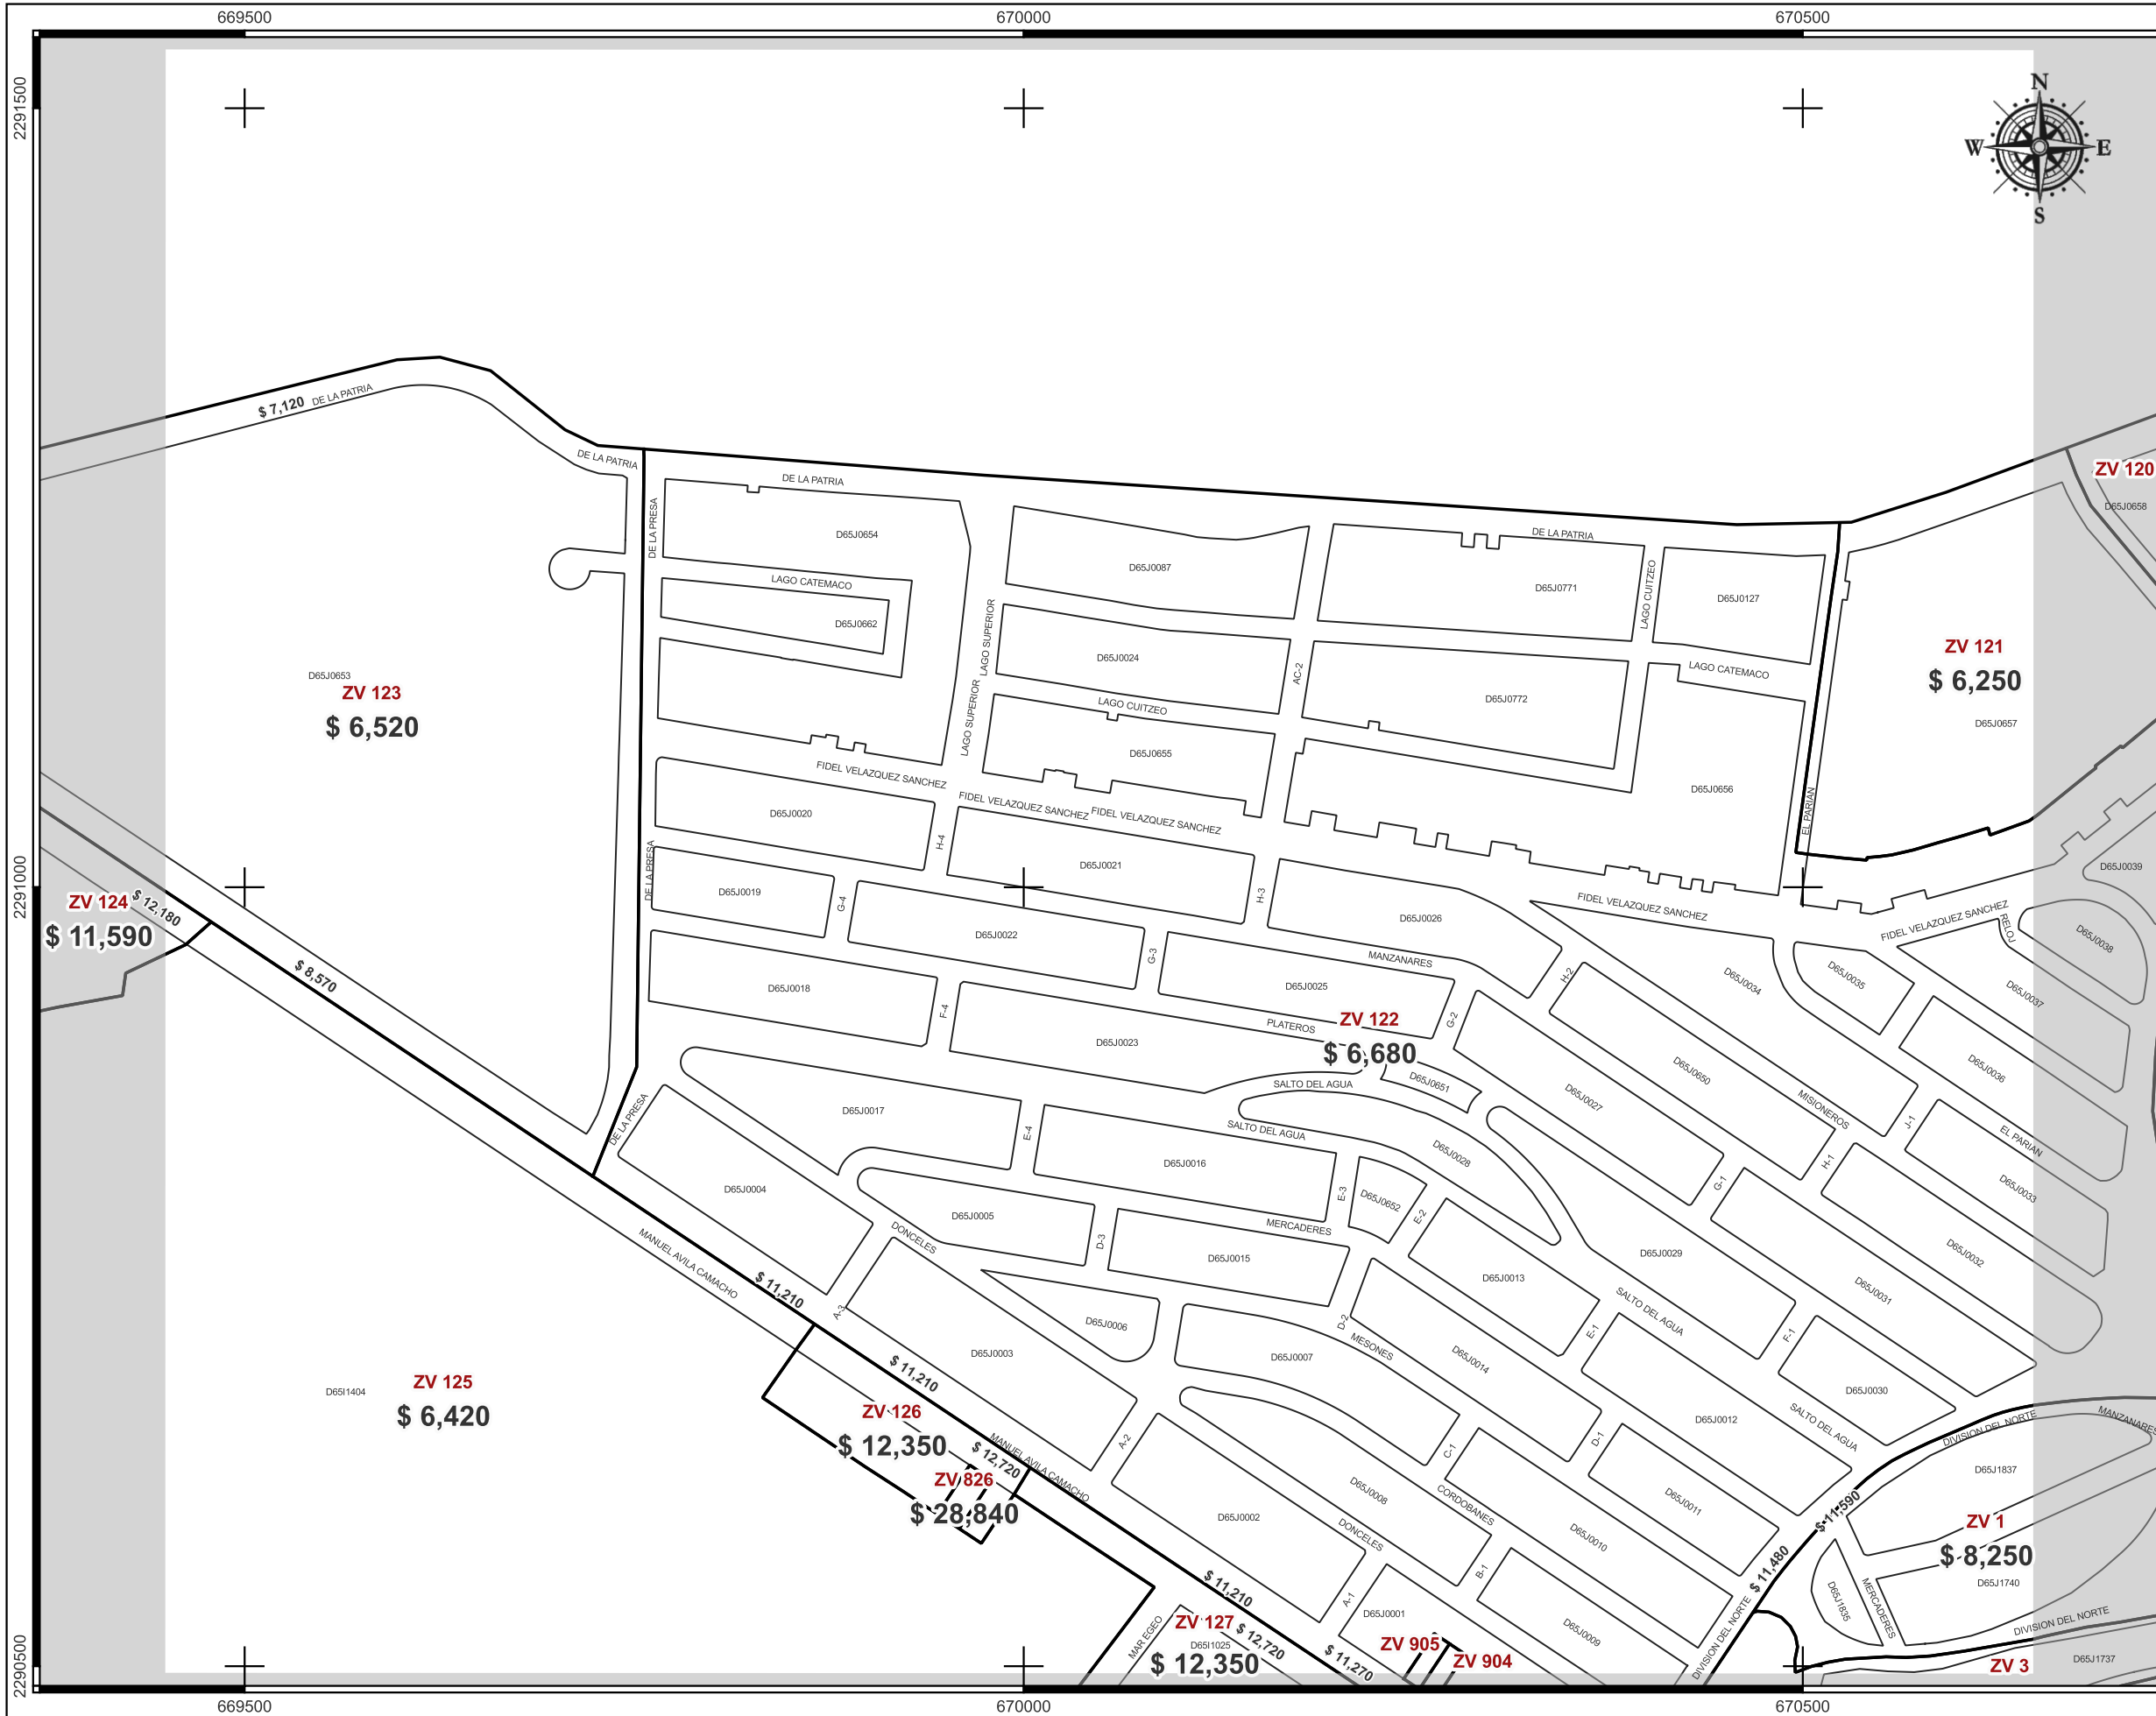 669500
670000
670500
2291500
N
W
E
S
$ 7,120
DE LA PATRIA
DE LA PATRIA
DE LA PATRIA
DE LA PATRIA
ZV 120
D65J0658
DE LA PRESA
D65J0654
D65J0087
D65J0771
LAGO CUITZEO
D65J0127
LAGO CATEMACO
D65J0662
LAGO SUPERIOR
D65J0024
AC-2
LAGO CATEMACO
ZV 121
$ 6,250
D65J0657
D65J0653
ZV 123
$ 6,520
LAGO SUPERIOR
LAGO CUITZEO
D65J0772
D65J0655
D65J0656
FIDEL VELAZQUEZ SANCHEZ
FIDEL VELAZQUEZ SANCHEZ
FIDEL VELAZQUEZ SANCHEZ
EL PARIAN
D65J0020
H-4
D65J0021
D65J0039
2291000
ZV 124
$ 12,180
$ 11,590
DE LA PRESA
D65J0019
G-4
H-3
D65J0026
FIDEL VELAZQUEZ SANCHEZ
FIDEL VELAZQUEZ SANCHEZ
RELOJ
D65J0038
D65J0022
G-3
MANZANARES
H-2
D65J0034
D65J0035
D65J0037
$ 8,570
D65J0018
F-4
D65J0025
G-2
ZV 122
PLATEROS
$ 6,680
D65J0023
D65J0651
SALTO DEL AGUA
D65J0650
D65J0036
D65J0027
MISIONEROS
D65J0017
DE LA PRESA
E-4
SALTO DEL AGUA
J-1
EL PARIAN
D65J0028
D65J0016
H-1
D65J0004
E-3
D65J0652
G-1
D65J0033
D65J0005
E-2
MERCADERES
DONCELES
D-3
D65J0015
D65J0029
D65J0032
MANUEL AVILA CAMACHO
$ 11,210
D65J0013
D65J0031
A-3
D65J0006
D-2
SALTO DEL AGUA
E-1
F-1
D65J0003
D65J0007
MESONES
D65J0014
$ 11,210
D65I1404
ZV 125
$ 6,420
D65J0030
ZV 126
$ 12,350
D65J0012
SALTO DEL AGUA
DIVISION DEL NORTE
MANZANARES
A-2
C-1
D-1
MANUEL AVILA CAMACHO
$ 12,720
ZV 826
$ 28,840
D65J0008
CORDOBANES
D65J0011
D65J1837
$ 11,590
ZV 1
$ 8,250
D65J0002
DONCELES
D65J0010
$ 11,480
B-1
D65J1740
$ 11,210
A-1
D65J0001
D65J1835
MERCADERES
2290500
MAR EGEO
ZV 127
D65I1025
$ 12,350
$ 12,720
$ 11,270
ZV 905
ZV 904
D65J0009
DIVISION DEL NORTE
DIVISION DEL NORTE
ZV 3
D65J1737
669500
670000
670500